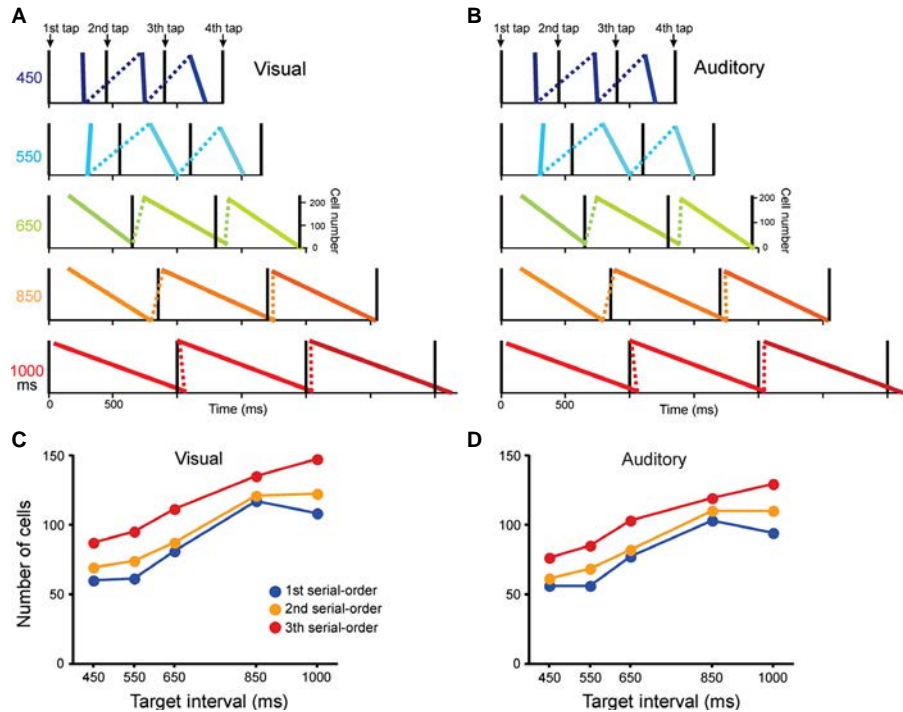 A
1st tap 2nd tap 3th tap 4th tap
450
Visual
550
650
200
100
0
Cell number
850
1000
ms
0 500
Time (ms)
B
1st tap 2nd tap 3th tap 4th tap
Auditory
200
100
0
Cell number
0 500
Time (ms)
C
Visual
Number of cells
150
100
50
0
1st serial-order
2nd serial-order
3th serial-order
450 550 650 850 1000
Target interval (ms)
D
Auditory
150
100
50
0
450 550 650 850 1000
Target interval (ms)